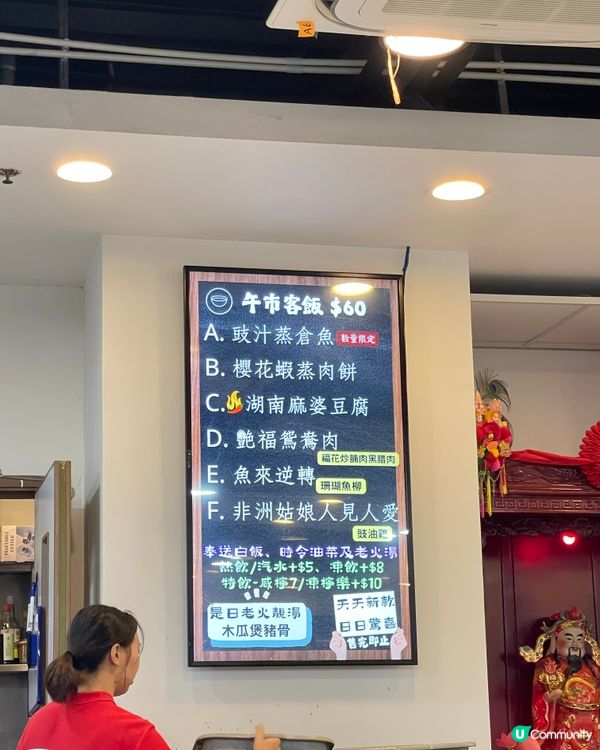 午市客飯 $60
A. 豉汁蒸倉魚 數量限定
B. 櫻花蝦蒸肉餅
C. 湖南麻婆豆腐
D. 艷福鴛鴦肉
福花炒腩肉黑腊肉
E. 魚來逆轉
珊瑚魚柳
F. 非洲姑娘人見人愛
豉油雞
奉送白飯、時令油菜及老火湯
熱飲/汽水+$5、凍飲+$8
特飲-咸檸7/凍檸樂+$10
是日老火靚湯
木瓜煲豬骨
天天新款
日日驚喜
售完即止
U Community